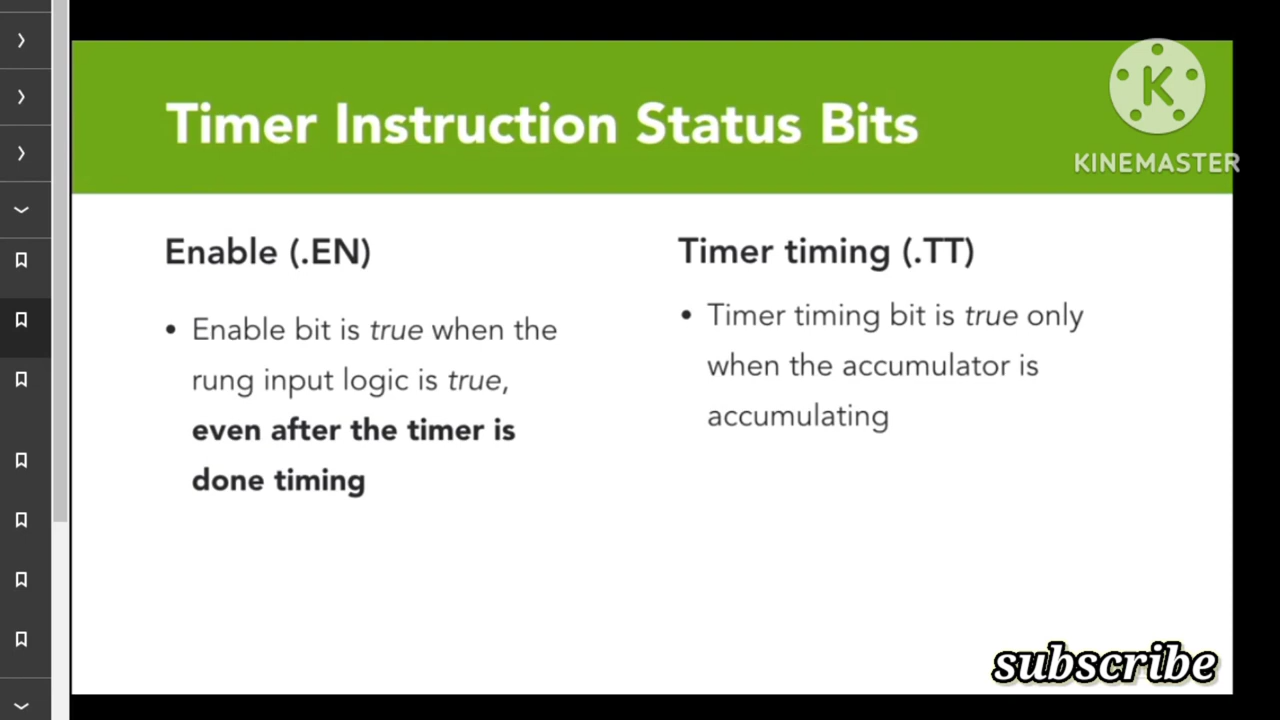 Timer Instruction Status Bits
K
KINEMASTER
Enable (.EN)
• Enable bit is true when the
rung input logic is true,
even after the timer is
done timing
Timer timing (.TT)
• Timer timing bit is true only
when the accumulator is
accumulating
subscribe